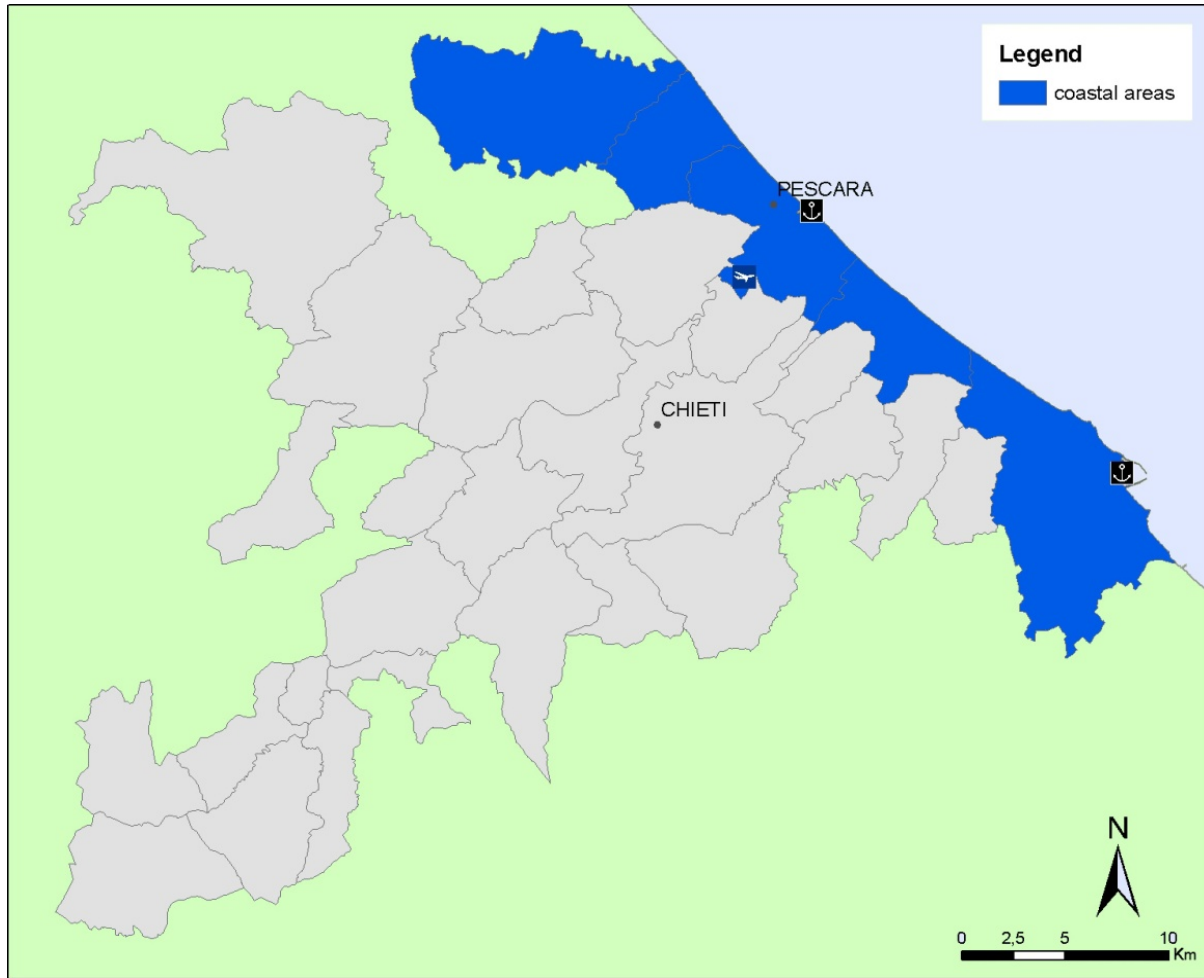 Legend
coastal areas
PESCARA
CHIETI
N
0 2,5 5 10
Km